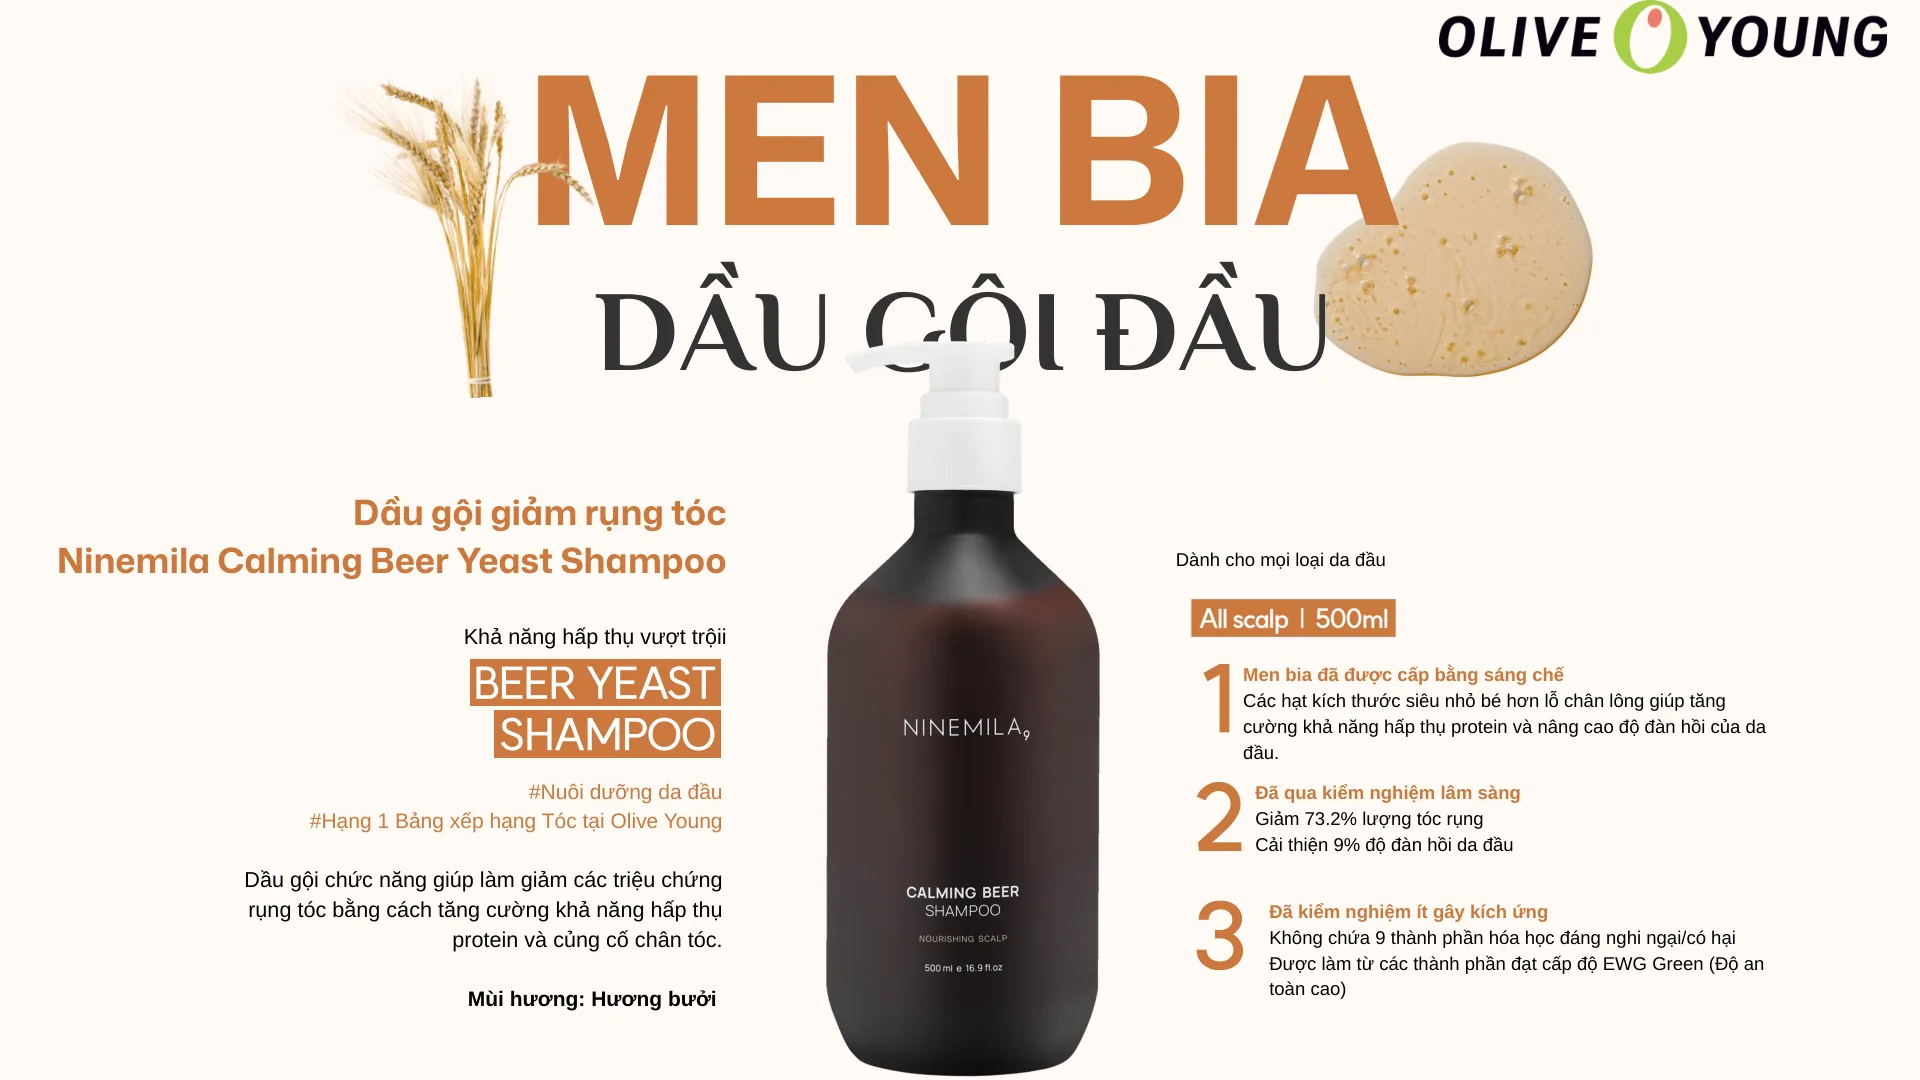 OLIVE YOUNG
MEN BIA
DẦU GỘI ĐẦU
Dầu gội giảm rụng tóc
Ninemila Calming Beer Yeast Shampoo
Khả năng hấp thụ vượt trộii
BEER YEAST
SHAMPOO
#Nuôi dưỡng da đầu
#Hạng 1 Bảng xếp hạng Tóc tại Olive Young
Dầu gội chức năng giúp làm giảm các triệu chứng
rụng tóc bằng cách tăng cường khả năng hấp thụ
protein và củng cố chân tóc.
Mùi hương: Hương bưởi
NINEMILA9
CALMING BEER
SHAMPOO
NOURISHING SCALP
500 ml e 16.9 fl.oz
Dành cho mọi loại da đầu
All scalp | 500ml
1
Men bia đã được cấp bằng sáng chế
Các hạt kích thước siêu nhỏ bé hơn lỗ chân lông giúp tăng
cường khả năng hấp thụ protein và nâng cao độ đàn hồi của da
đầu.
2
Đã qua kiểm nghiệm lâm sàng
Giảm 73.2% lượng tóc rụng
Cải thiện 9% độ đàn hồi da đầu
3
Đã kiểm nghiệm ít gây kích ứng
Không chứa 9 thành phần hóa học đáng nghi ngại/có hại
Được làm từ các thành phần đạt cấp độ EWG Green (Độ an
toàn cao)